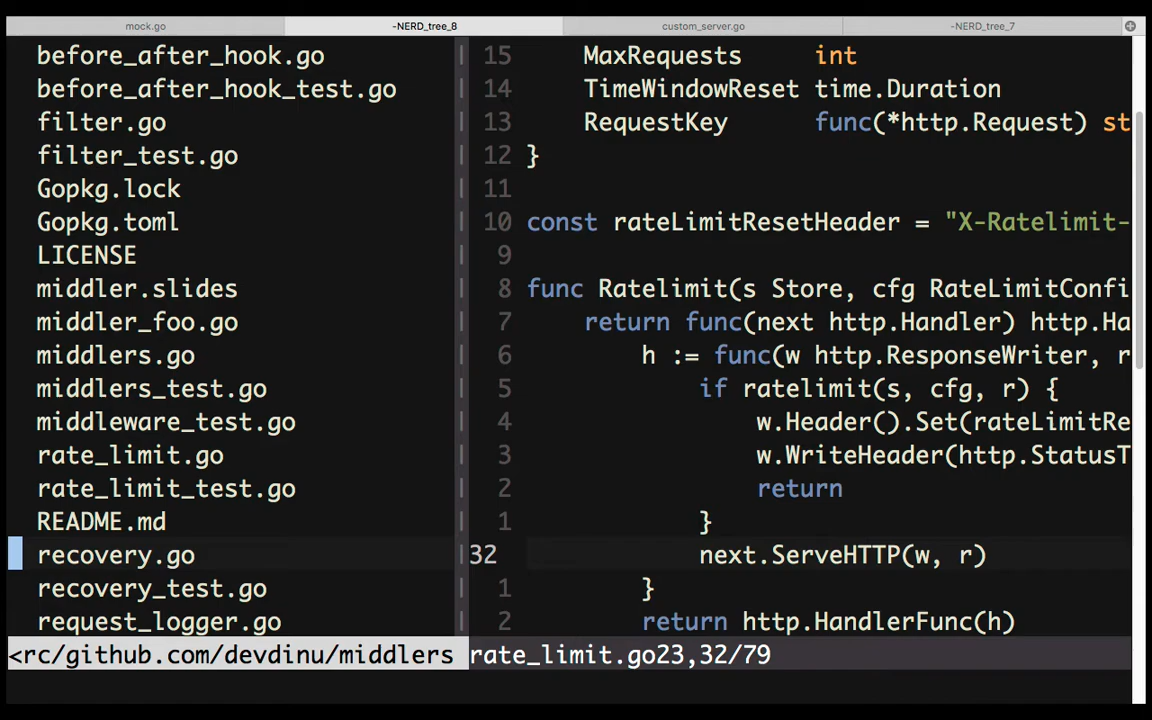 mock.go
-NERD_tree_8
custom_server.go
-NERD_tree_7
before_after_hook.go
before_after_hook_test.go
filter.go
filter_test.go
Gopkg.lock
Gopkg.toml
LICENSE
middler.slides
middler_foo.go
middlers.go
middlers_test.go
middleware_test.go
rate_limit.go
rate_limit_test.go
README.md
recovery.go
recovery_test.go
request_logger.go
<rc/github.com/devdinu/middlers
15 MaxRequests int
14 TimeWindowReset time.Duration
13 RequestKey func(*http.Request) st
12 }
11
10 const rateLimitResetHeader = "X-Ratelimit-
9
8 func Ratelimit(s Store, cfg RateLimitConfi
7 return func(next http.Handler) http.Ha
6 h := func(w http.ResponseWriter, r
5 if ratelimit(s, cfg, r) {
4 w.Header().Set(rateLimitRe
3 w.WriteHeader(http.StatusT
2 return
1 }
32 next.ServeHTTP(w, r)
1 }
2 return http.HandlerFunc(h)
rate_limit.go23,32/79